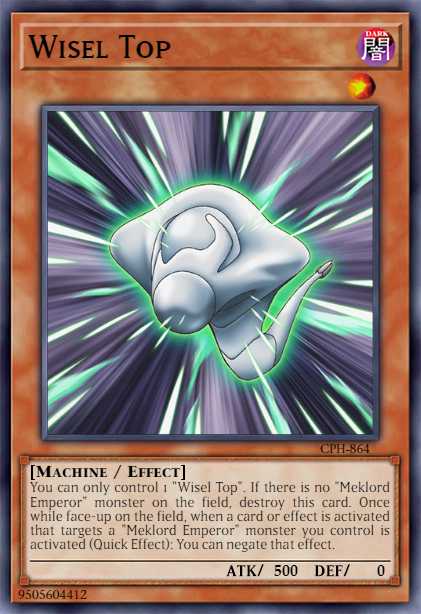 Wisel Top
DARK
闇
CPH-864
[Machine / Effect]
You can only control 1 "Wisel Top". If there is no "Meklord
Emperor" monster on the field, destroy this card. Once
while face-up on the field, when a card or effect is activated
that targets a "Meklord Emperor" monster you control is
activated (Quick Effect): You can negate that effect.
ATK/ 500 DEF/ 0
9505604412